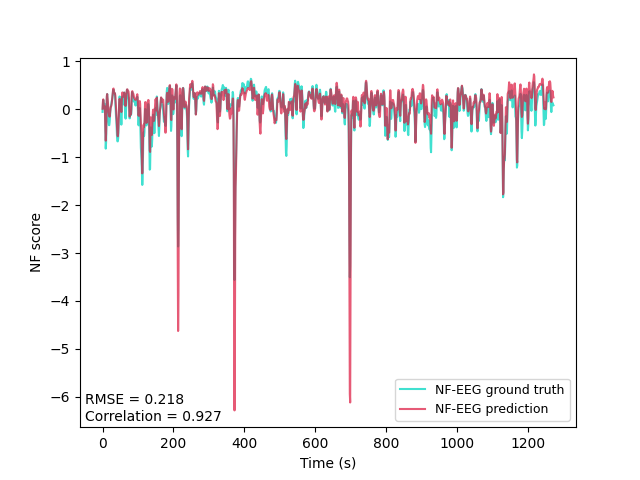 1
0
−1
−2
−3
−4
−5
−6
NF score
RMSE = 0.218
Correlation = 0.927
NF-EEG ground truth
NF-EEG prediction
0 200 400 600 800 1000 1200
Time (s)